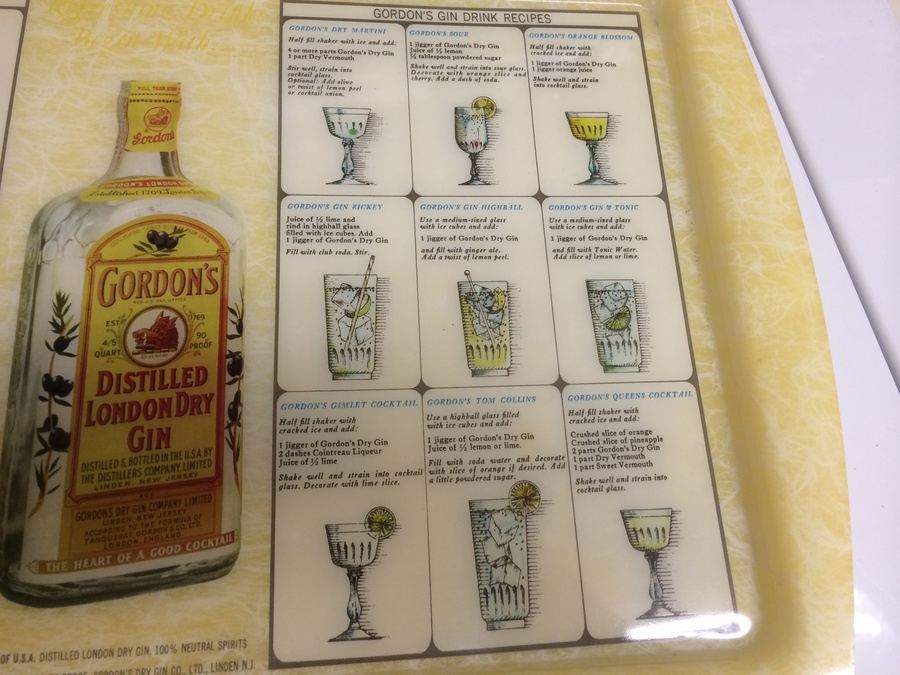 GORDON'S GIN DRINK RECIPES
GORDON'S DRY MARTINI
Half fill shaker with ice and add:
4 or more parts Gordon's Dry Gin
1 part Dry Vermouth
Stir well, strain into
cocktail glass.
Optional: Add olive
or twist of lemon peel
or cocktail onion.
GORDON'S SOUR
1 jigger of Gordon's Dry Gin
Juice of ½ lemon
½ tablespoon powdered sugar
Shake well and strain into sour glass.
Decorate with orange slice and
cherry. Add a dash of soda.
GORDON'S ORANGE BLOSSOM
Half fill shaker with
cracked ice and add:
1 jigger of Gordon's Dry Gin
1 jigger orange juice
Shake well and strain
into cocktail glass.
GORDON'S GIN RICKEY
Juice of ½ lime and
rind in highball glass
filled with ice cubes. Add
1 jigger of Gordon's Dry Gin
Fill with club soda. Stir.
GORDON'S GIN HIGHBALL
Use a medium-sized glass
with ice cubes and add:
1 jigger of Gordon's Dry Gin
and fill with ginger ale.
Add a twist of lemon peel.
GORDON'S GIN & TONIC
Use a medium-sized glass
with ice cubes and add:
1 jigger of Gordon's Dry Gin
and fill with Tonic Water.
Add slice of lemon or lime.
GORDON'S GIMLET COCKTAIL
Half fill shaker with
cracked ice and add:
1 jigger of Gordon's Dry Gin
2 dashes Cointreau Liqueur
Juice of ½ lime
Shake well and strain into cocktail
glass. Decorate with lime slice.
GORDON'S TOM COLLINS
Use a highball glass filled
with ice cubes and add:
1 jigger of Gordon's Dry Gin
Juice of ½ lemon or lime.
Fill with soda water and decorate
with slice of orange if desired. Add
a little powdered sugar.
GORDON'S QUEENS COCKTAIL
Half fill shaker with
cracked ice and add:
Crushed slice of orange
Crushed slice of pineapple
2 parts Gordon's Dry Gin
1 part Dry Vermouth
1 part Sweet Vermouth
Shake well and strain into
cocktail glass.
Gordon's
GORDON'S LONDON
Established 1769
GORDON'S
REG. U.S. PAT. OFFICE
EST 1769
4/5 QUART
90 PROOF
DISTILLED
LONDON DRY
GIN
DISTILLED & BOTTLED IN THE U.S.A. BY
THE DISTILLERS COMPANY, LIMITED
LINDEN, NEW JERSEY
FOR
GORDON'S DRY GIN COMPANY LIMITED
LINDEN, NEW JERSEY
ACCORDING TO THE FORMULA OF
TANQUERAY, GORDON & CO., LTD.
LONDON, ENGLAND
THE HEART OF A GOOD COCKTAIL
OF U.S.A. DISTILLED LONDON DRY GIN, 100% NEUTRAL SPIRITS
GORDON'S DRY GIN CO., LTD., LINDEN N.J.